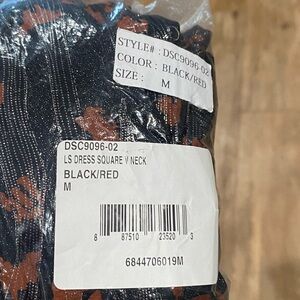 STYLE# : DSC9096-02
COLOR : BLACK/RED
SIZE : M
DSC9096-02
LS DRESS SQUARE V NECK
BLACK/RED
M
8 87510 23520 3
6844706019M